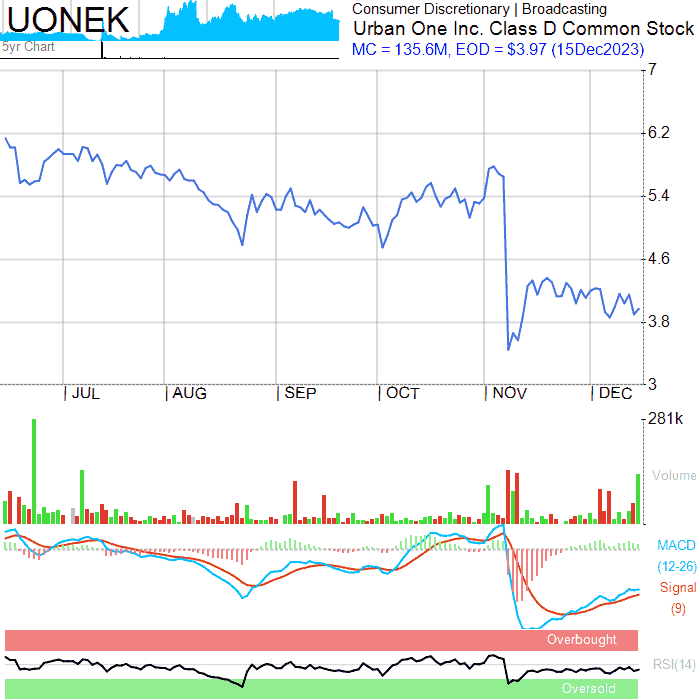 UONEK
5yr Chart
Consumer Discretionary | Broadcasting
Urban One Inc. Class D Common Stock
MC = 135.6M, EOD = $3.97 (15Dec2023)
7
6.2
5.4
4.6
3.8
3
JUL AUG SEP OCT NOV DEC
281k
Volume
MACD
(12-26)
Signal
(9)
Overbought
RSI(14)
Oversold